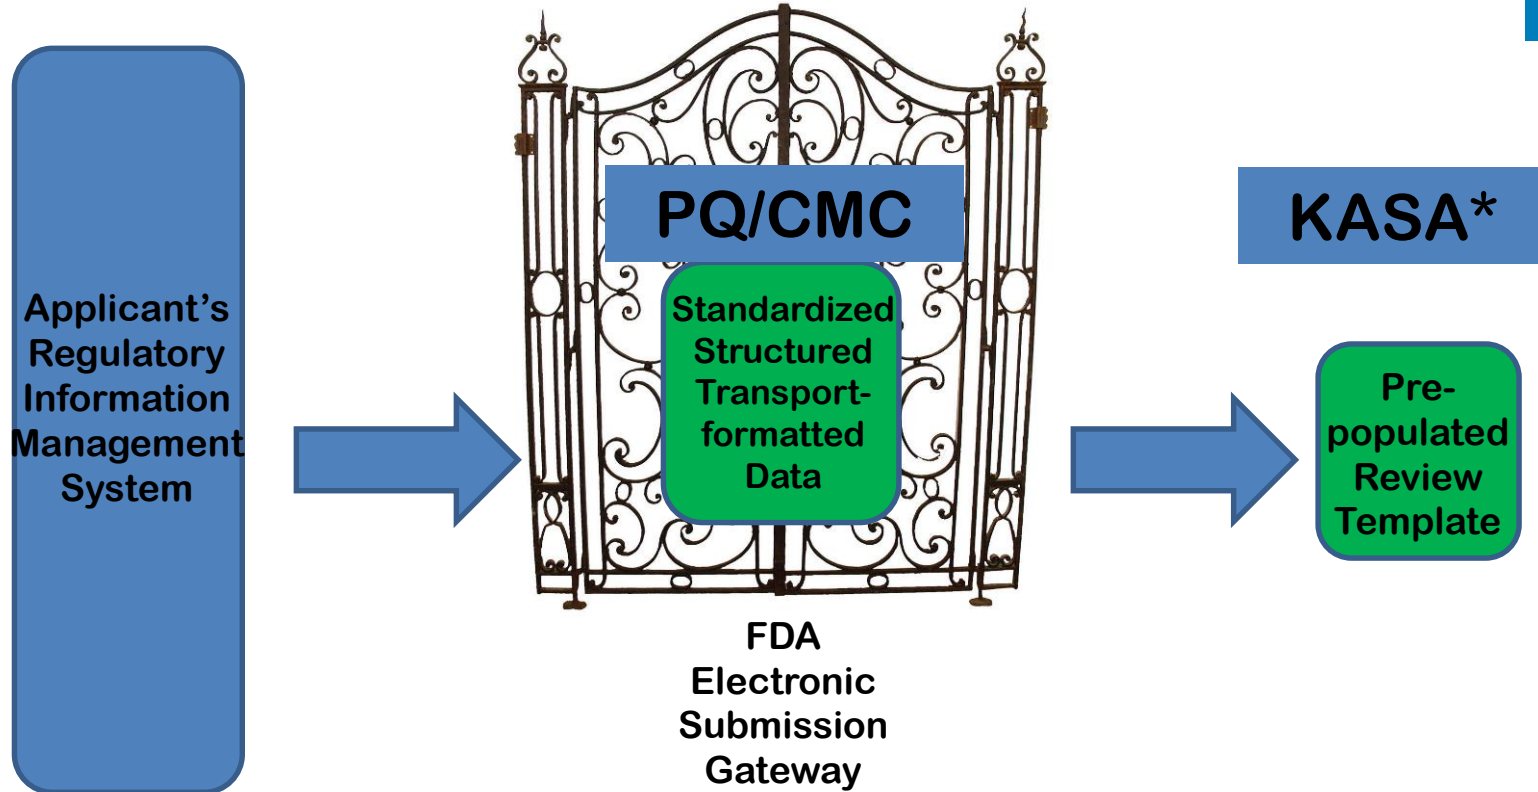 Applicant's
Regulatory
Information
Management
System
PQ/CMC
Standardized
Structured
Transport-
formatted
Data
FDA
Electronic
Submission
Gateway
KASA*
Pre-
populated
Review
Template